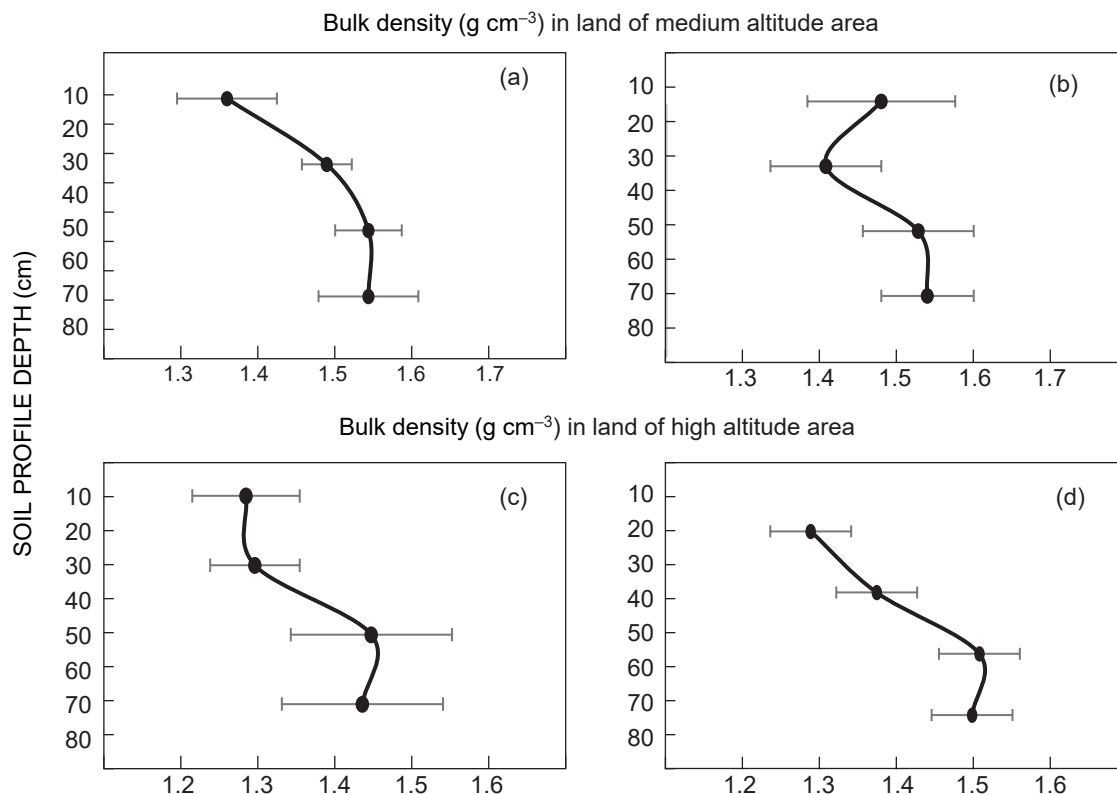 Bulk density (g cm⁻³) in land of medium altitude area
SOIL PROFILE DEPTH (cm)
(a)
10
20
30
40
50
60
70
80
1.3 1.4 1.5 1.6 1.7
(b)
10
20
30
40
50
60
70
80
1.3 1.4 1.5 1.6 1.7
Bulk density (g cm⁻³) in land of high altitude area
(c)
10
20
30
40
50
60
70
80
1.2 1.3 1.4 1.5 1.6
(d)
10
20
30
40
50
60
70
80
1.2 1.3 1.4 1.5 1.6